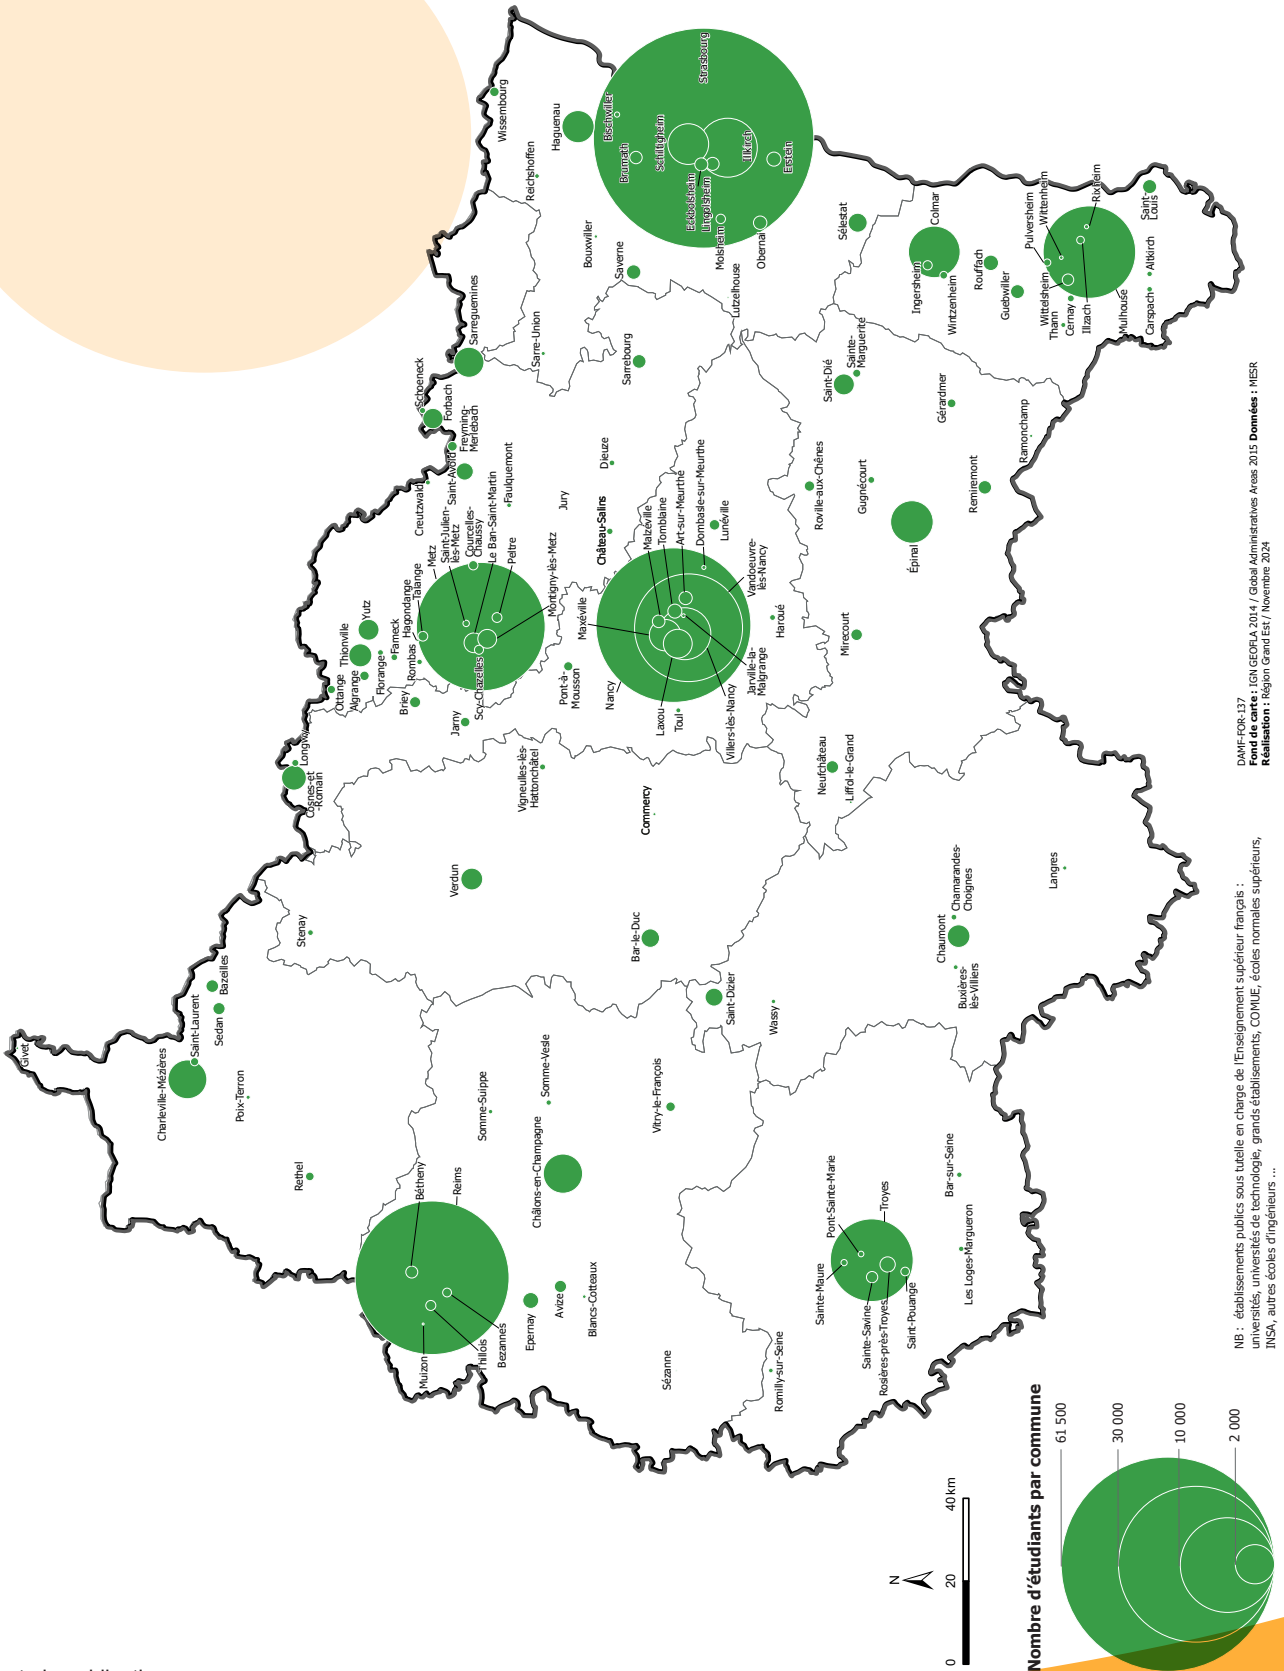 Givet
Charleville-Mézières
Saint-Laurent
Sedan
Bazeilles
Poix-Terron
Rethel
Stenay
Verdun
Vigneulles-lès-
Hattonchâtel
Commercy
Bar-le-Duc
Bétheny
Reims
Muizon
Thillois
Bezannes
Epernay
Avize
Blancs-Cotteaux
Châlons-en-Champagne
Somme-Suippe
Somme-Vesle
Vitry-le-François
Sézanne
Romilly-sur-Seine
Sainte-Maure
Pont-Sainte-Marie
Troyes
Sainte-Savine
Rosières-près-Troyes
Saint-Pouange
Les Loges-Margueron
Bar-sur-Seine
Saint-Dizier
Wassy
Chaumont
Buxières-
lès-Villiers
Chamarandes-
Choignes
Langres
Longwy
Cosnes-et
-Romain
Ottange
Algrange
Thionville
Yutz
Florange
Fameck
Rombas
Hagondange
Talange
Briey
Jarny
Metz
Saint-Julien-
lès-Metz
Courcelles-
Chaussy
Le Ban-Saint-Martin
Peltre
Montigny-lès-Metz
Scy-Chazelles
Creutzwald
Saint-Avold
Freyming-
Merlebach
Forbach
Schoeneck
Sarreguemines
Faulquemont
Jury
Dieuze
Château-Salins
Sarrebourg
Pont-à-
Mousson
Maxéville
Nancy
Laxou
Toul
Villers-lès-Nancy
Jarville-la-
Malgrange
Vandoeuvre-
lès-Nancy
Malzéville
Tomblaine
Art-sur-Meurthe
Dombasle-sur-Meurthe
Lunéville
Haroué
Neufchâteau
Liffol-le-Grand
Mirecourt
Épinal
Roville-aux-Chênes
Gugnécourt
Remiremont
Saint-Dié
Sainte-
Marguerite
Gérardmer
Ramonchamp
Wissembourg
Haguenau
Reichshoffen
Bouxwiller
Saverne
Sarre-Union
Bischwiller
Brumath
Schiltigheim
Strasbourg
Eckbolsheim
Lingolsheim
Illkirch
Erstein
Molsheim
Obernai
Lutzelhouse
Sélestat
Colmar
Ingersheim
Wintzenheim
Rouffach
Guebwiller
Pulversheim
Wittenheim
Wittelsheim
Thann
Cernay
Illzach
Mulhouse
Rixheim
Saint-
Louis
Altkirch
Carspach
N
0 20 40 km
Nombre d'étudiants par commune
61 500
30 000
10 000
2 000
NB : établissements publics sous tutelle en charge de l'Enseignement supérieur français :
universités, universités de technologie, grands établissements, COMUE, écoles normales supérieurs,
INSA, autres écoles d'ingénieurs ...
DAMF-FOR-137
Fond de carte : IGN GEOFLA 2014 / Global Administratives Areas 2015 Données : MESR
Réalisation : Région Grand Est / Novembre 2024